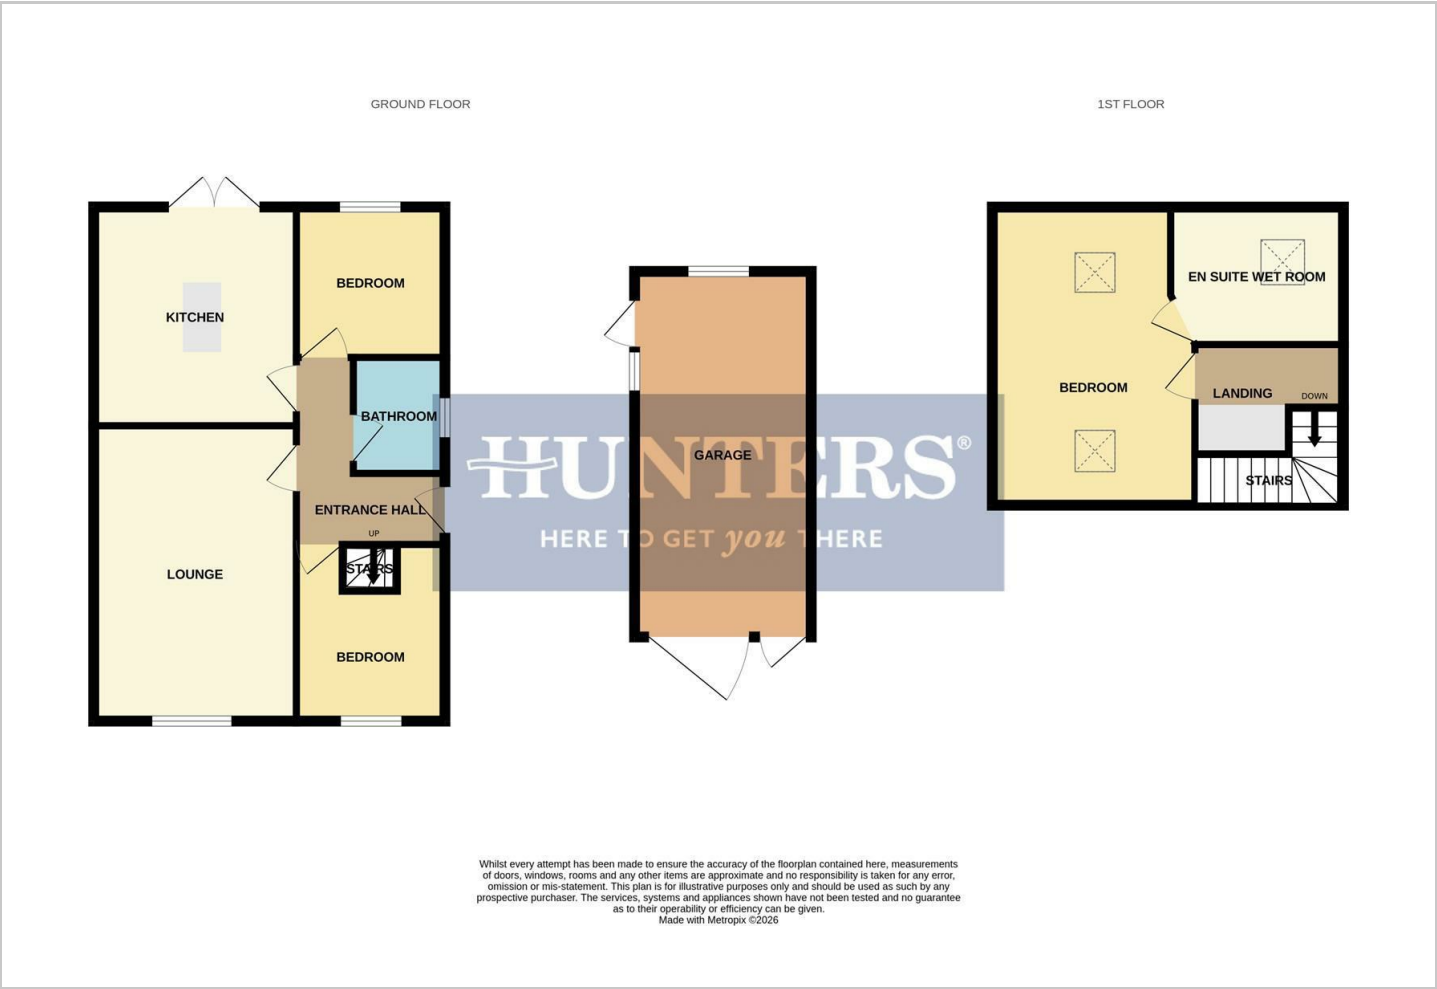 GROUND FLOOR
1ST FLOOR
KITCHEN
BEDROOM
BATHROOM
LOUNGE
ENTRANCE HALL
UP
STAIRS
BEDROOM
GARAGE
HUNTERS®
HERE TO GET you THERE
BEDROOM
EN SUITE WET ROOM
LANDING
DOWN
STAIRS
Whilst every attempt has been made to ensure the accuracy of the floorplan contained here, measurements
of doors, windows, rooms and any other items are approximate and no responsibility is taken for any error,
omission or mis-statement. This plan is for illustrative purposes only and should be used as such by any
prospective purchaser. The services, systems and appliances shown have not been tested and no guarantee
as to their operability or efficiency can be given.
Made with Metropix ©2026